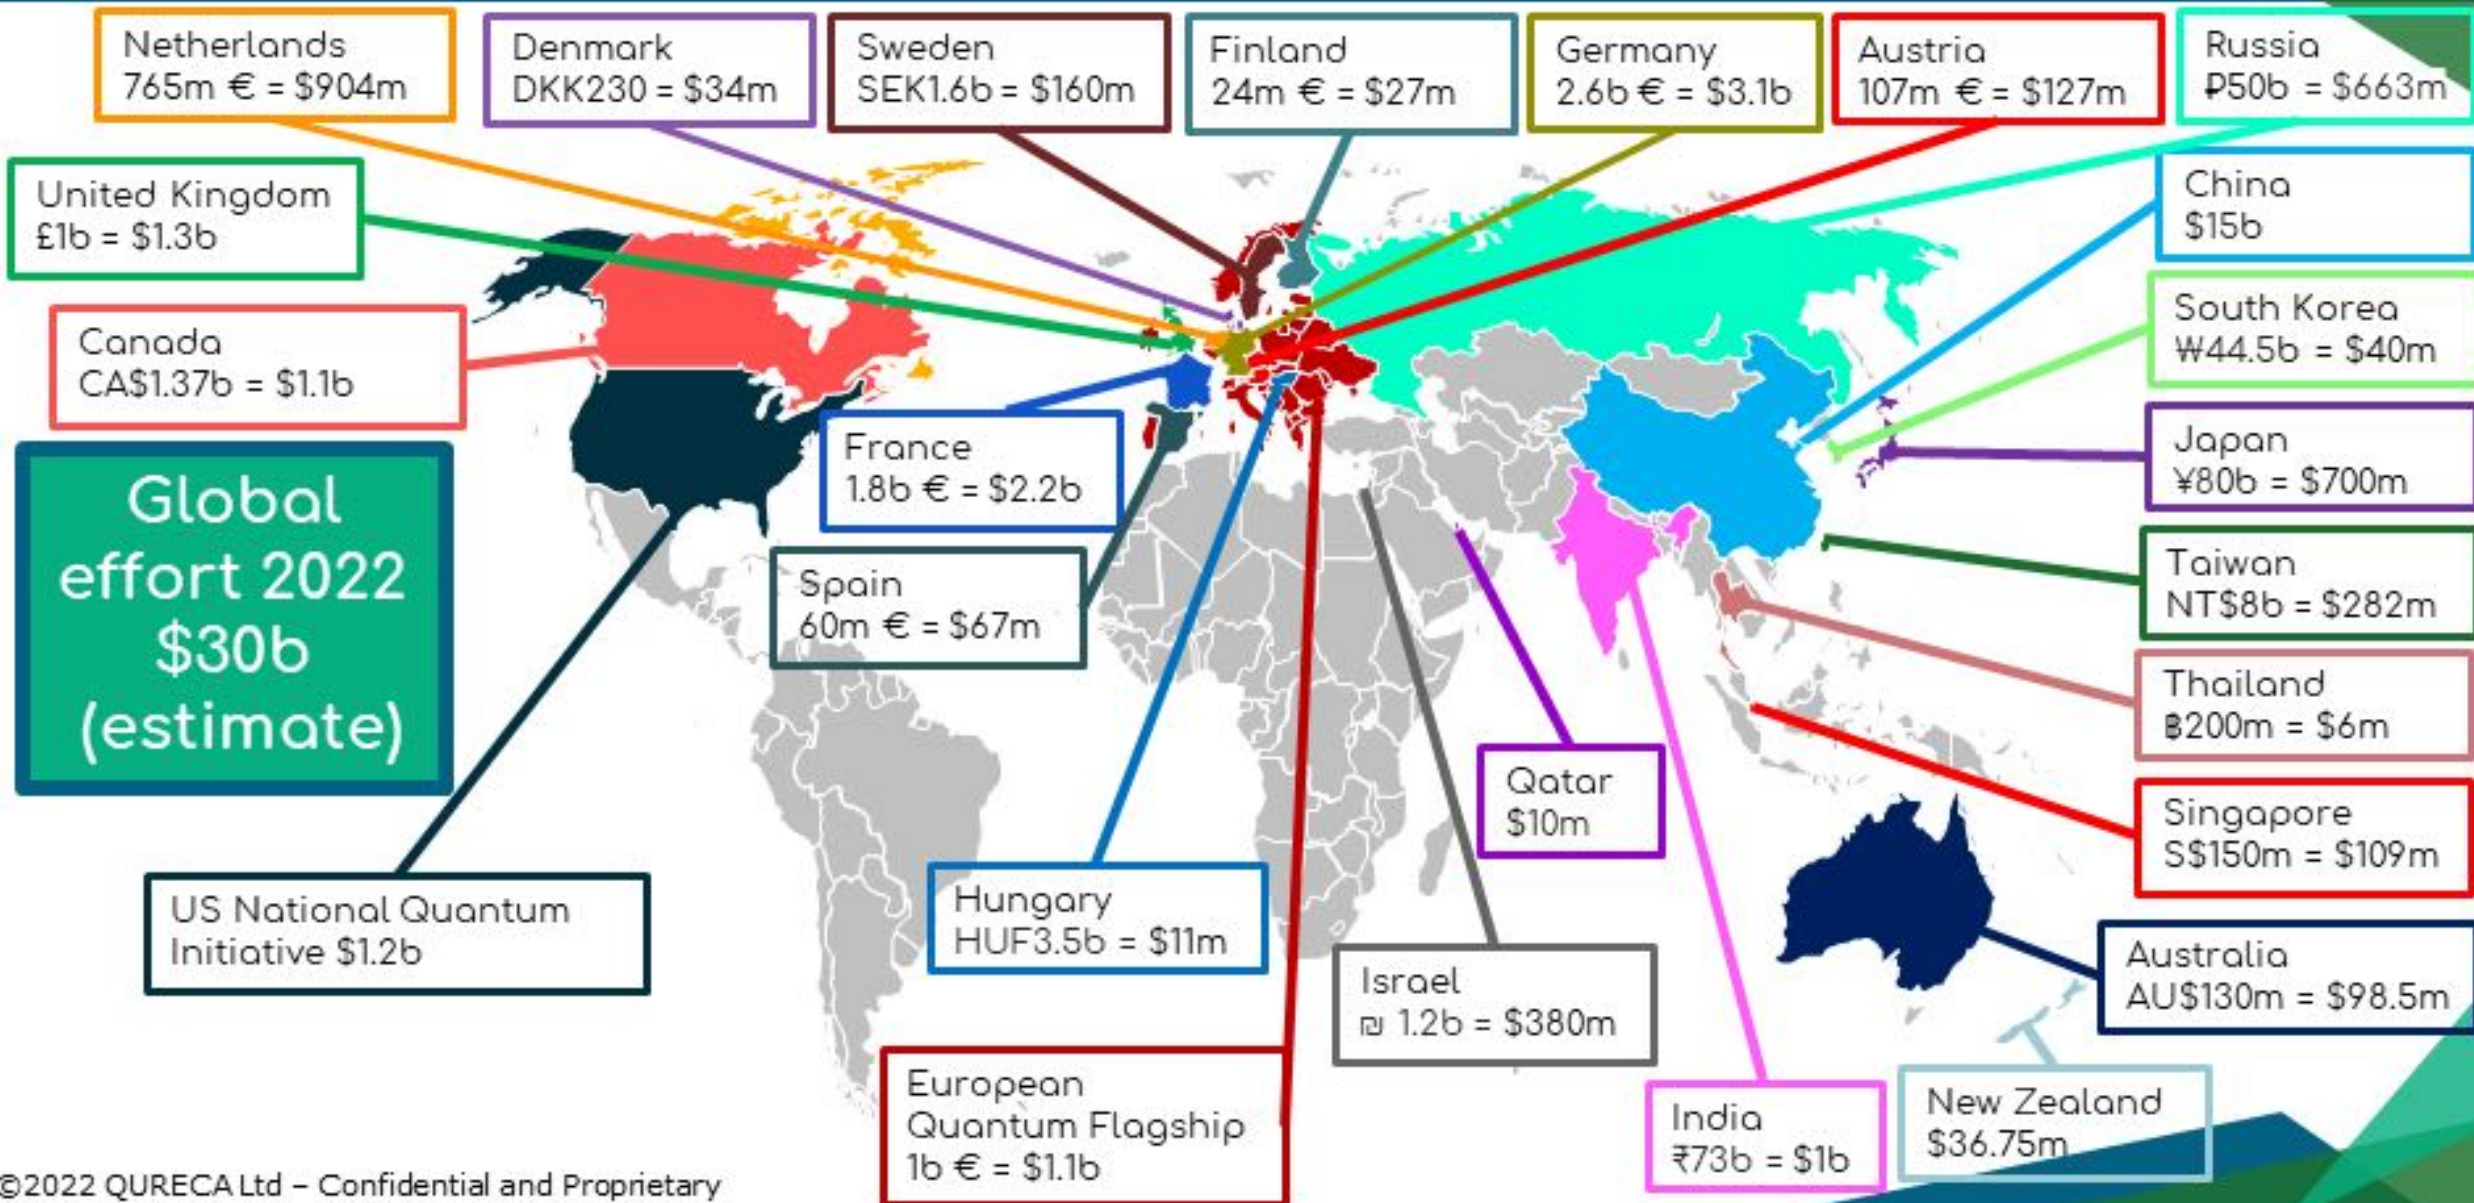 Netherlands
765m € = $904m
Denmark
DKK230 = $34m
Sweden
SEK1.6b = $160m
Finland
24m € = $27m
Germany
2.6b € = $3.1b
Austria
107m € = $127m
Russia
₽50b = $663m
United Kingdom
£1b = $1.3b
China
$15b
Canada
CA$1.37b = $1.1b
South Korea
₩44.5b = $40m
France
1.8b € = $2.2b
Japan
¥80b = $700m
Global
effort 2022
$30b
(estimate)
Spain
60m € = $67m
Taiwan
NT$8b = $282m
Thailand
฿200m = $6m
Qatar
$10m
Singapore
S$150m = $109m
US National Quantum
Initiative $1.2b
Hungary
HUF3.5b = $11m
Israel
₪ 1.2b = $380m
Australia
AU$130m = $98.5m
European
Quantum Flagship
1b € = $1.1b
India
₹73b = $1b
New Zealand
$36.75m
©2022 QURECA Ltd – Confidential and Proprietary